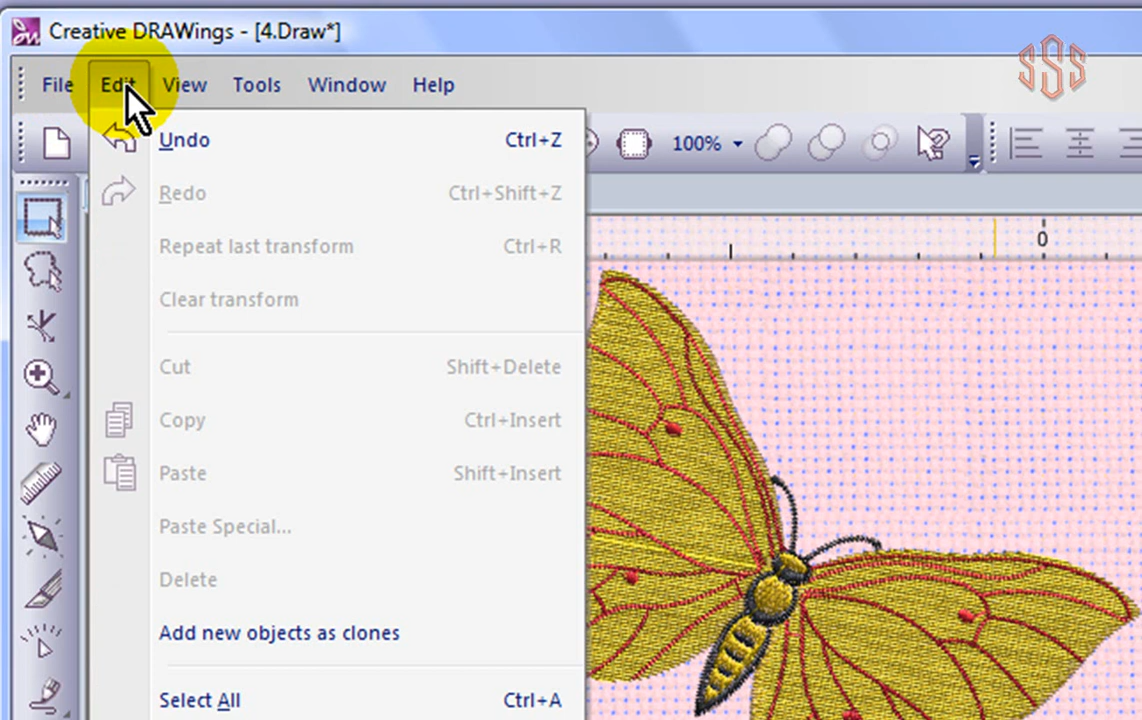 Creative DRAWings - [4.Draw*]
SSS
File Edit View Tools Window Help
100%
Undo Ctrl+Z
Redo Ctrl+Shift+Z
Repeat last transform Ctrl+R
Clear transform
Cut Shift+Delete
Copy Ctrl+Insert
Paste Shift+Insert
Paste Special...
Delete
Add new objects as clones
Select All Ctrl+A
0